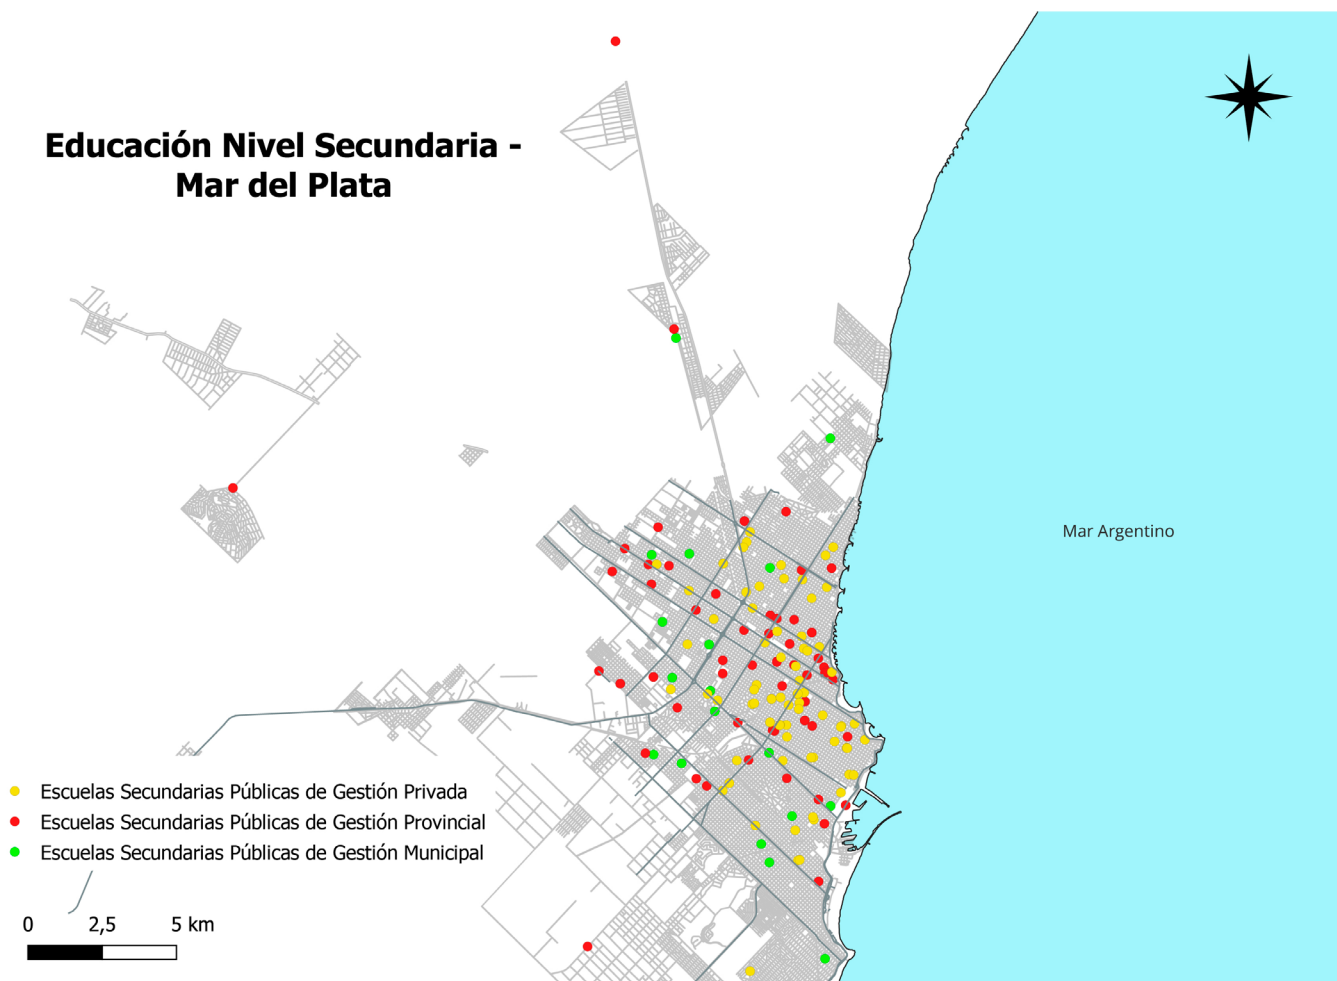 Educación Nivel Secundaria -
Mar del Plata
Mar Argentino
Escuelas Secundarias Públicas de Gestión Privada
Escuelas Secundarias Públicas de Gestión Provincial
Escuelas Secundarias Públicas de Gestión Municipal
0 2,5 5 km